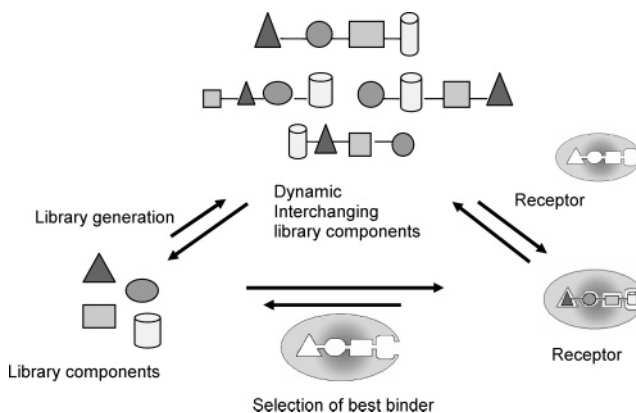 Dynamic
Interchanging
library components
Receptor
Library generation
Library components
Receptor
Selection of best binder